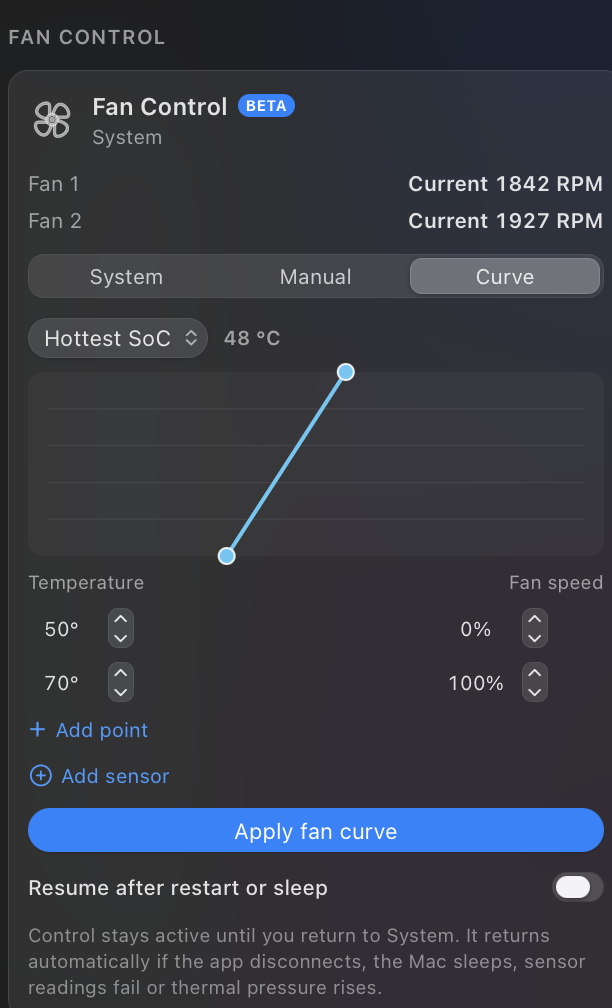 FAN CONTROL
Fan Control BETA
System
Fan 1 Current 1842 RPM
Fan 2 Current 1927 RPM
System Manual Curve
Hottest SoC 48 °C
Temperature Fan speed
50° 0%
70° 100%
+ Add point
Add sensor
Apply fan curve
Resume after restart or sleep
Control stays active until you return to System. It returns
automatically if the app disconnects, the Mac sleeps, sensor
readings fail or thermal pressure rises.